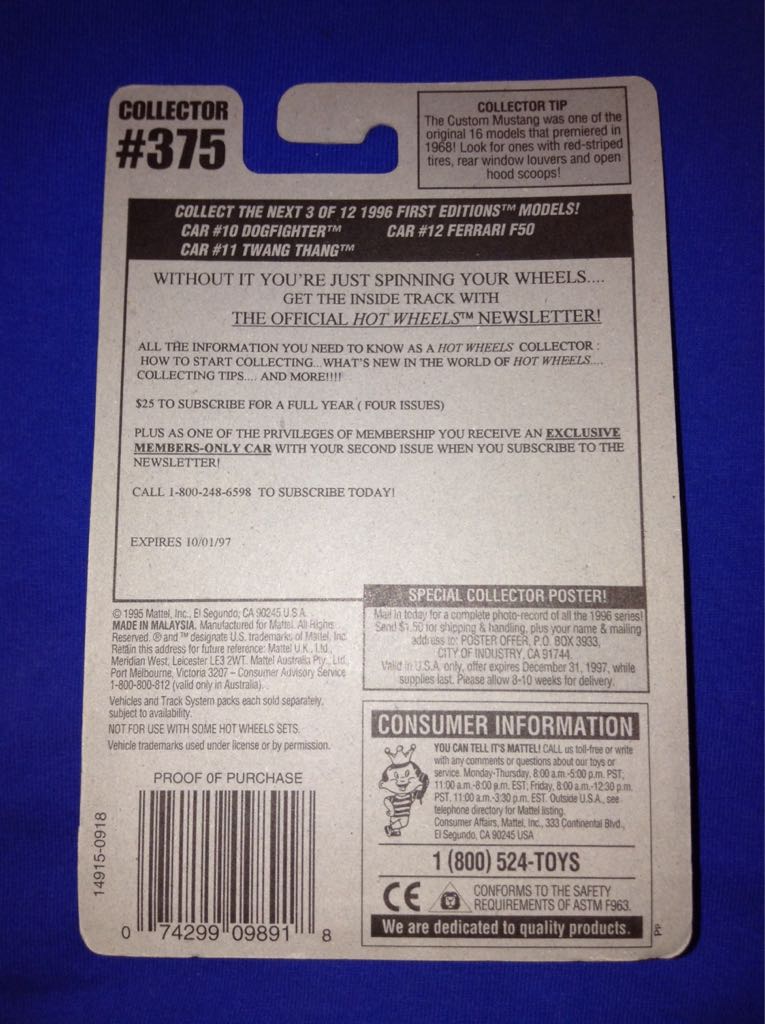 COLLECTOR
#375
COLLECTOR TIP
The Custom Mustang was one of the
original 16 models that premiered in
1968! Look for ones with red-striped
tires, rear window louvers and open
hood scoops!
COLLECT THE NEXT 3 OF 12 1996 FIRST EDITIONS™ MODELS!
CAR #10 DOGFIGHTER™ CAR #12 FERRARI F50
CAR #11 TWANG THANG™
WITHOUT IT YOU'RE JUST SPINNING YOUR WHEELS....
GET THE INSIDE TRACK WITH
THE OFFICIAL HOT WHEELS™ NEWSLETTER!
ALL THE INFORMATION YOU NEED TO KNOW AS A HOT WHEELS COLLECTOR :
HOW TO START COLLECTING...WHAT'S NEW IN THE WORLD OF HOT WHEELS....
COLLECTING TIPS.... AND MORE!!!!
$25 TO SUBSCRIBE FOR A FULL YEAR ( FOUR ISSUES)
PLUS AS ONE OF THE PRIVILEGES OF MEMBERSHIP YOU RECEIVE AN EXCLUSIVE
MEMBERS-ONLY CAR WITH YOUR SECOND ISSUE WHEN YOU SUBSCRIBE TO THE
NEWSLETTER!
CALL 1-800-248-6598 TO SUBSCRIBE TODAY!
EXPIRES 10/01/97
© 1995 Mattel, Inc., El Segundo, CA 90245 U.S.A.
MADE IN MALAYSIA. Manufactured for Mattel. All Rights
Reserved. ® and ™ designate U.S. trademarks of Mattel, Inc.
Retain this address for future reference: Mattel U.K., Ltd.,
Meridian West, Leicester LE3 2WT. Mattel Australia Pty., Ltd.,
Port Melbourne, Victoria 3207 – Consumer Advisory Service
1-800-800-812 (valid only in Australia).
Vehicles and Track System packs each sold separately,
subject to availability.
NOT FOR USE WITH SOME HOT WHEELS SETS.
Vehicle trademarks used under license or by permission.
SPECIAL COLLECTOR POSTER!
Mail in today for a complete photo-record of all the 1996 series!
Send $1.50 for shipping & handling, plus your name & mailing
address to: POSTER OFFER, P.O. BOX 3933,
CITY OF INDUSTRY, CA 91744.
Valid in U.S.A. only, offer expires December 31, 1997, while
supplies last. Please allow 8-10 weeks for delivery.
CONSUMER INFORMATION
YOU CAN TELL IT'S MATTEL! CALL us toll-free or write
with any comments or questions about our toys or
service. Monday-Thursday, 8:00 a.m.-5:00 p.m. PST,
11:00 a.m.-8:00 p.m. EST; Friday, 8:00 a.m.-12:30 p.m.
PST, 11:00 a.m.-3:30 p.m. EST. Outside U.S.A., see
telephone directory for Mattel listing.
Consumer Affairs, Mattel, Inc., 333 Continental Blvd.,
El Segundo, CA 90245 USA
1 (800) 524-TOYS
CE CONFORMS TO THE SAFETY
REQUIREMENTS OF ASTM F963.
We are dedicated to quality products.
PROOF OF PURCHASE
0 74299 09891 8
14915-0918